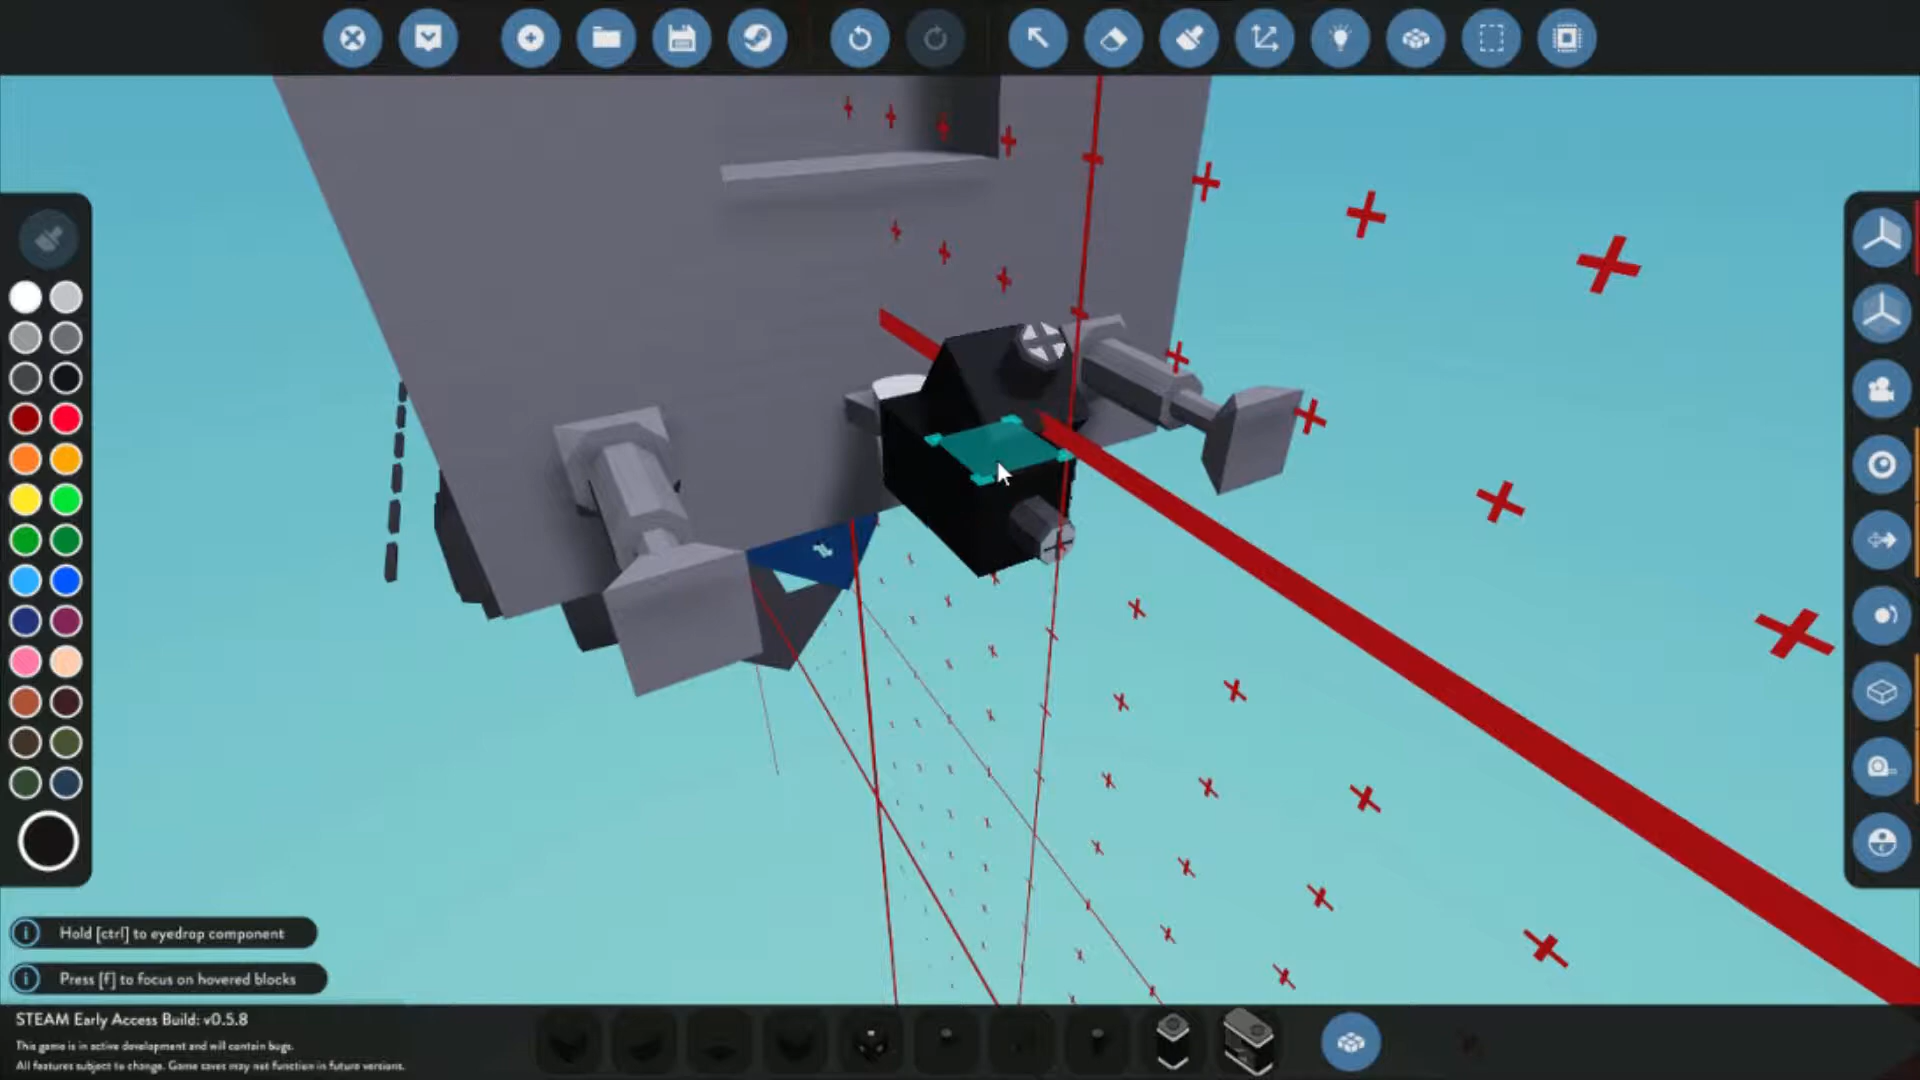 Hold [ctrl] to eyedrop component
Press [f] to focus on hovered blocks
STEAM Early Access Build: v0.5.8
This game is in active development and will contain bugs.
All features subject to change. Game saves may not function in future versions.